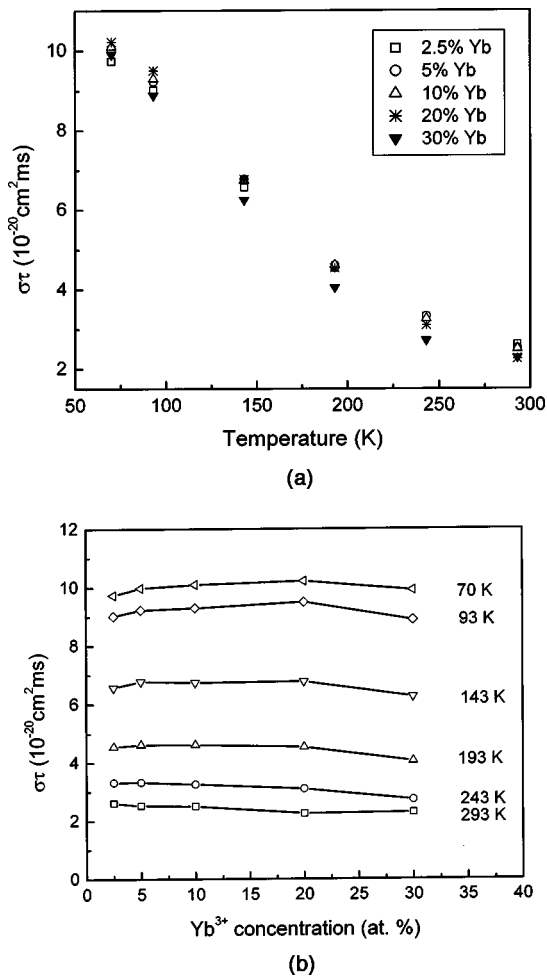 (a)
10
8
6
4
2
50
100
150
200
250
300
στ (10⁻²⁰cm²ms)
Temperature (K)
2.5% Yb
5% Yb
10% Yb
20% Yb
30% Yb
(a)
12
10
8
6
4
2
0
0
5
10
15
20
25
30
35
40
στ (10⁻²⁰cm²ms)
70 K
93 K
143 K
193 K
243 K
293 K
Yb³⁺ concentration (at. %)
(b)